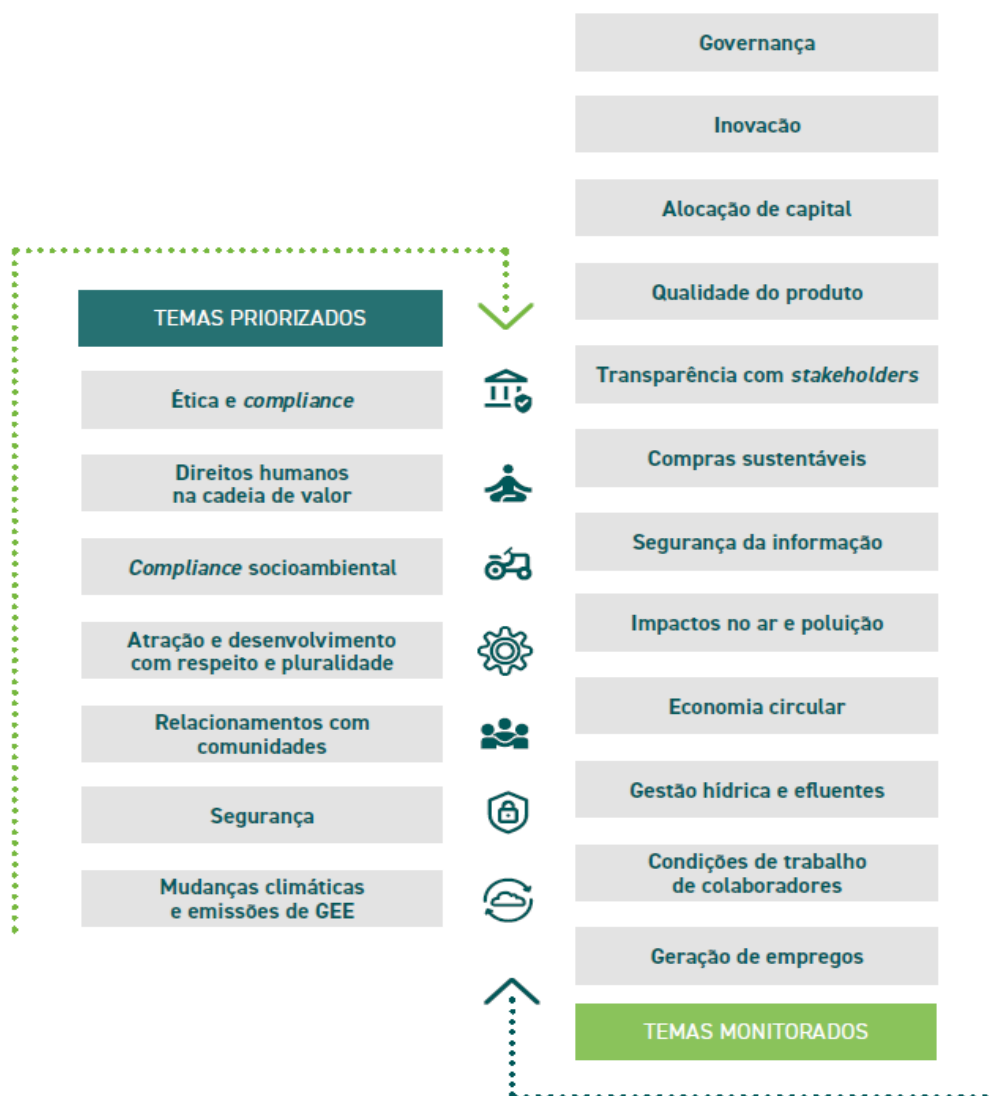 TEMAS PRIORIZADOS
Ética e compliance
Direitos humanos
na cadeia de valor
Compliance socioambiental
Atração e desenvolvimento
com respeito e pluralidade
Relacionamentos com
comunidades
Segurança
Mudanças climáticas
e emissões de GEE
Governança
Inovacão
Alocação de capital
Qualidade do produto
Transparência com stakeholders
Compras sustentáveis
Segurança da informação
Impactos no ar e poluição
Economia circular
Gestão hídrica e efluentes
Condições de trabalho
de colaboradores
Geração de empregos
TEMAS MONITORADOS